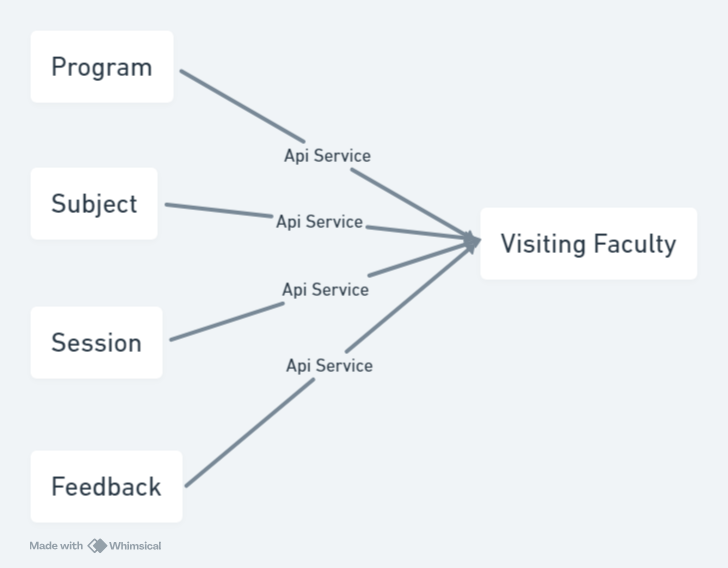 Program
Api Service
Subject
Api Service
Visiting Faculty
Api Service
Session
Api Service
Feedback
Made with Whimsical